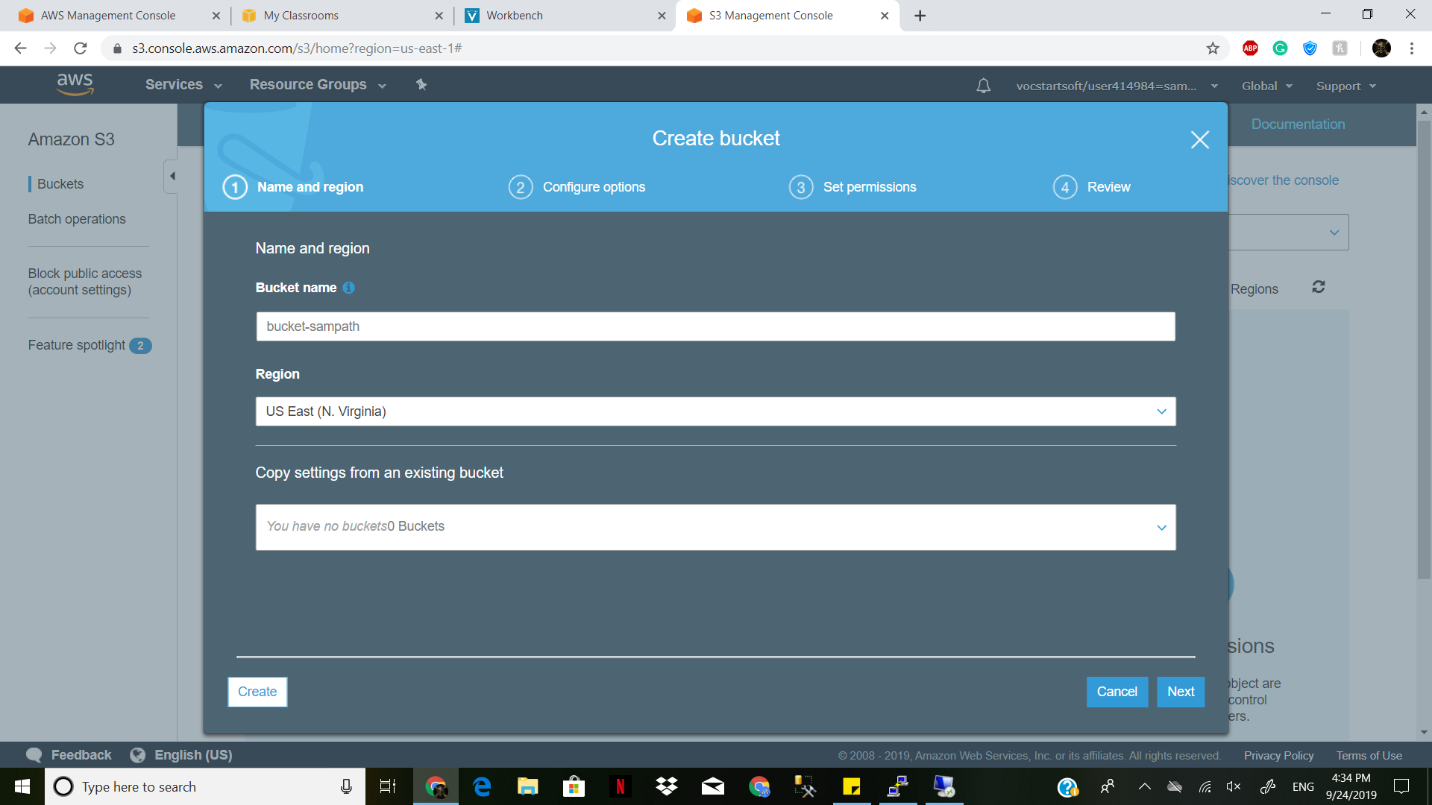 AWS Management Console
My Classrooms
Workbench
S3 Management Console
s3.console.aws.amazon.com/s3/home?region=us-east-1#
ABP
aws
Services
Resource Groups
vocstartsoft/user414984=sam...
Global
Support
Amazon S3
Buckets
Batch operations
Block public access
(account settings)
Feature spotlight 2
Documentation
iscover the console
Regions
Create bucket
1 Name and region
2 Configure options
3 Set permissions
4 Review
Name and region
Bucket name
bucket-sampath
Region
US East (N. Virginia)
Copy settings from an existing bucket
You have no buckets0 Buckets
sions
bject are
control
ers.
Create
Cancel
Next
Feedback
English (US)
© 2008 - 2019, Amazon Web Services, Inc. or its affiliates. All rights reserved.
Privacy Policy
Terms of Use
Type here to search
ENG
4:34 PM
9/24/2019